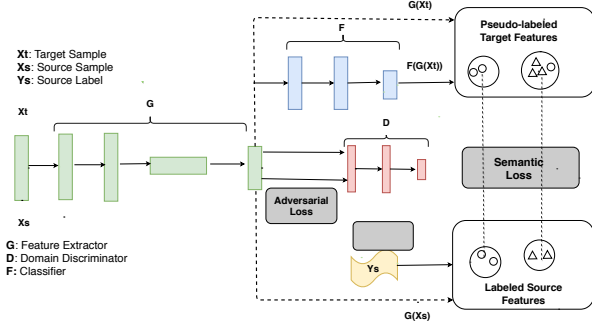 G(Xt)
Pseudo-labeled
Target Features
F
Xt: Target Sample
Xs: Source Sample
Ys: Source Label
F(G(Xt))
Xt
G
D
Semantic
Loss
Adversarial
Loss
Xs
G: Feature Extractor
D: Domain Discriminator
F: Classifier
Ys
Labeled Source
Features
G(Xs)